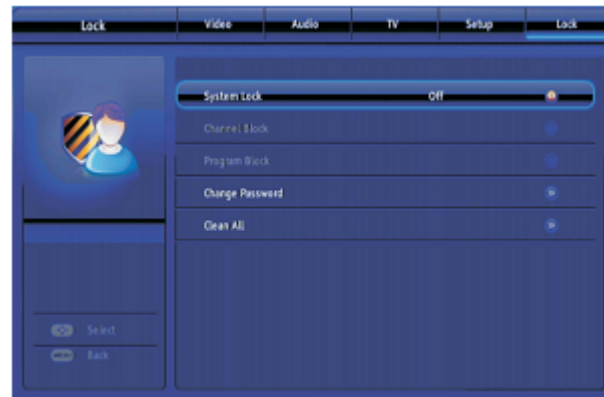 Lock Video Audio TV Setup Lock
System Lock Off
Channel Block
Program Block
Change Password
Clean All
Select
MENU Back